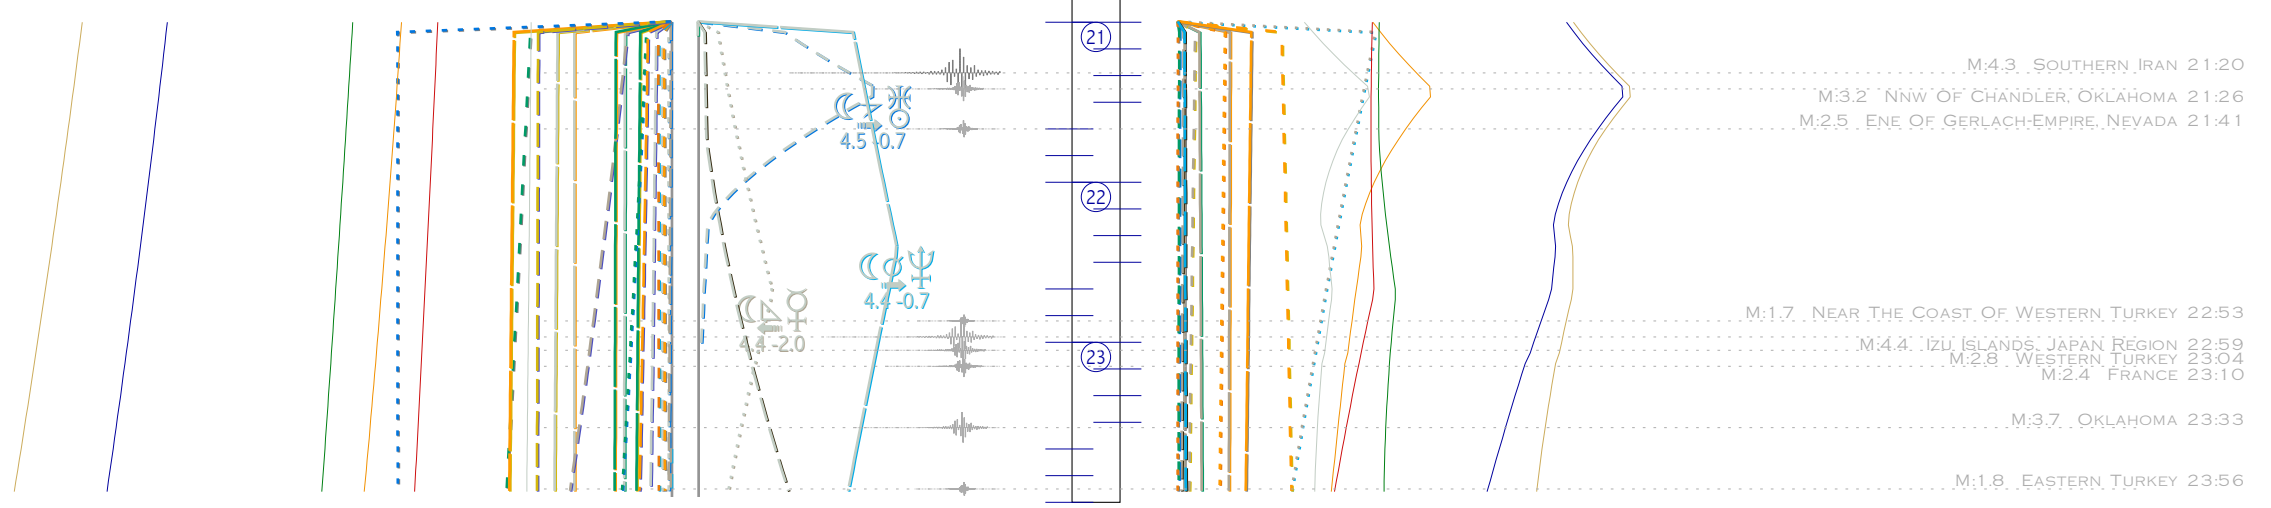 21
M:4.3 Southern Iran 21:20
M:3.2 Nnw Of Chandler, Oklahoma 21:26
M:2.5 Ene Of Gerlach-Empire, Nevada 21:41
4.5 -0.7
22
4.4 -0.7
M:1.7 Near The Coast Of Western Turkey 22:53
4.4 -2.0
M:4.4 Izu Islands, Japan Region 22:59
23
M:2.8 Western Turkey 23:04
M:2.4 France 23:10
M:3.7 Oklahoma 23:33
M:1.8 Eastern Turkey 23:56